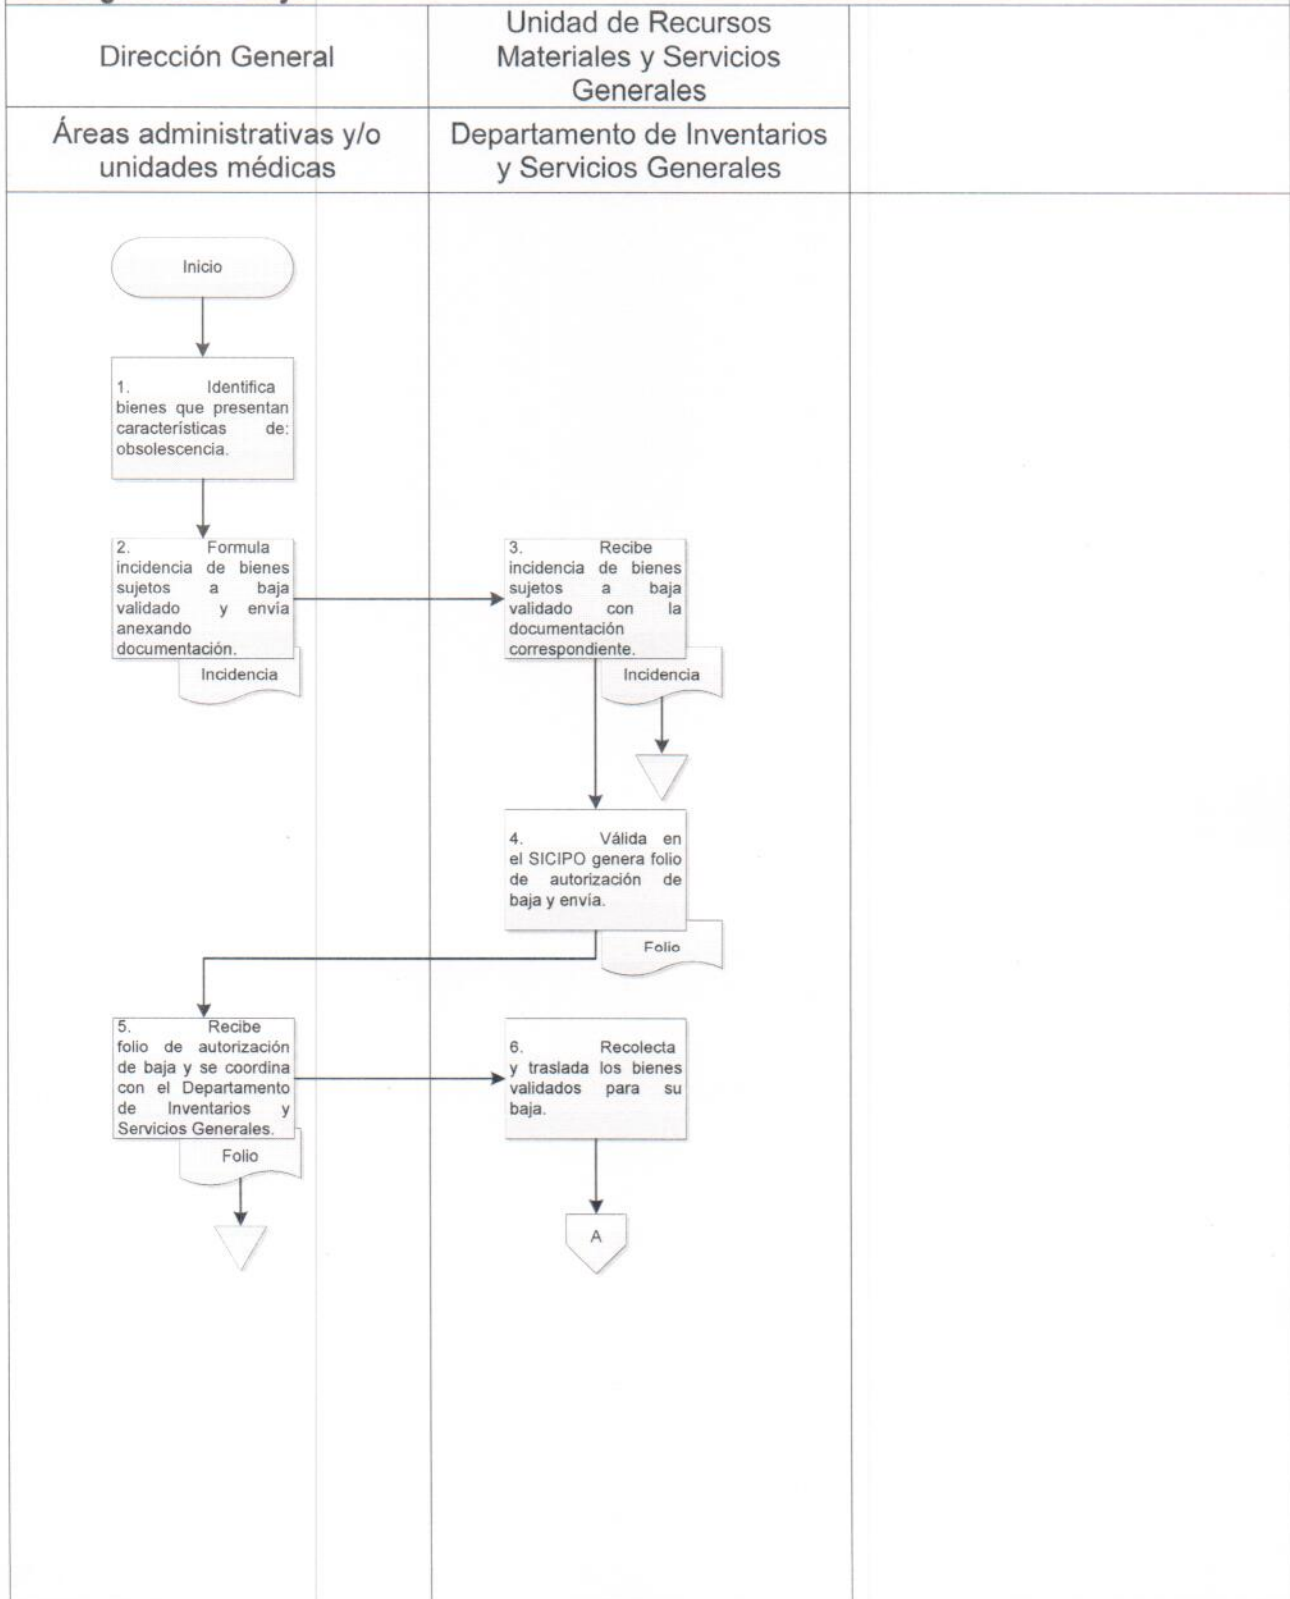 Dirección General
Unidad de Recursos
Materiales y Servicios
Generales
Áreas administrativas y/o
unidades médicas
Departamento de Inventarios
y Servicios Generales
Inicio
1. Identifica
bienes que presentan
características de:
obsolescencia.
2. Formula
incidencia de bienes
sujetos a baja
validado y envía
anexando
documentación.
Incidencia
3. Recibe
incidencia de bienes
sujetos a baja
validado con la
documentación
correspondiente.
Incidencia
4. Válida en
el SICIPO genera folio
de autorización de
baja y envía.
Folio
5. Recibe
folio de autorización
de baja y se coordina
con el Departamento
de Inventarios y
Servicios Generales.
Folio
6. Recolecta
y traslada los bienes
validados para su
baja.
A